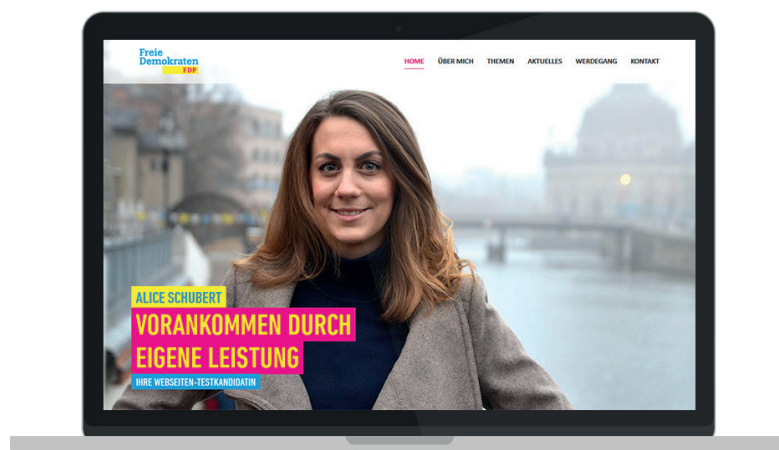 Freie
Demokraten
FDP
HOME ÜBER MICH THEMEN AKTUELLES WERDEGANG KONTAKT
ALICE SCHUBERT
VORANKOMMEN DURCH
EIGENE LEISTUNG
IHRE WEBSEITEN-TESTKANDIDATIN